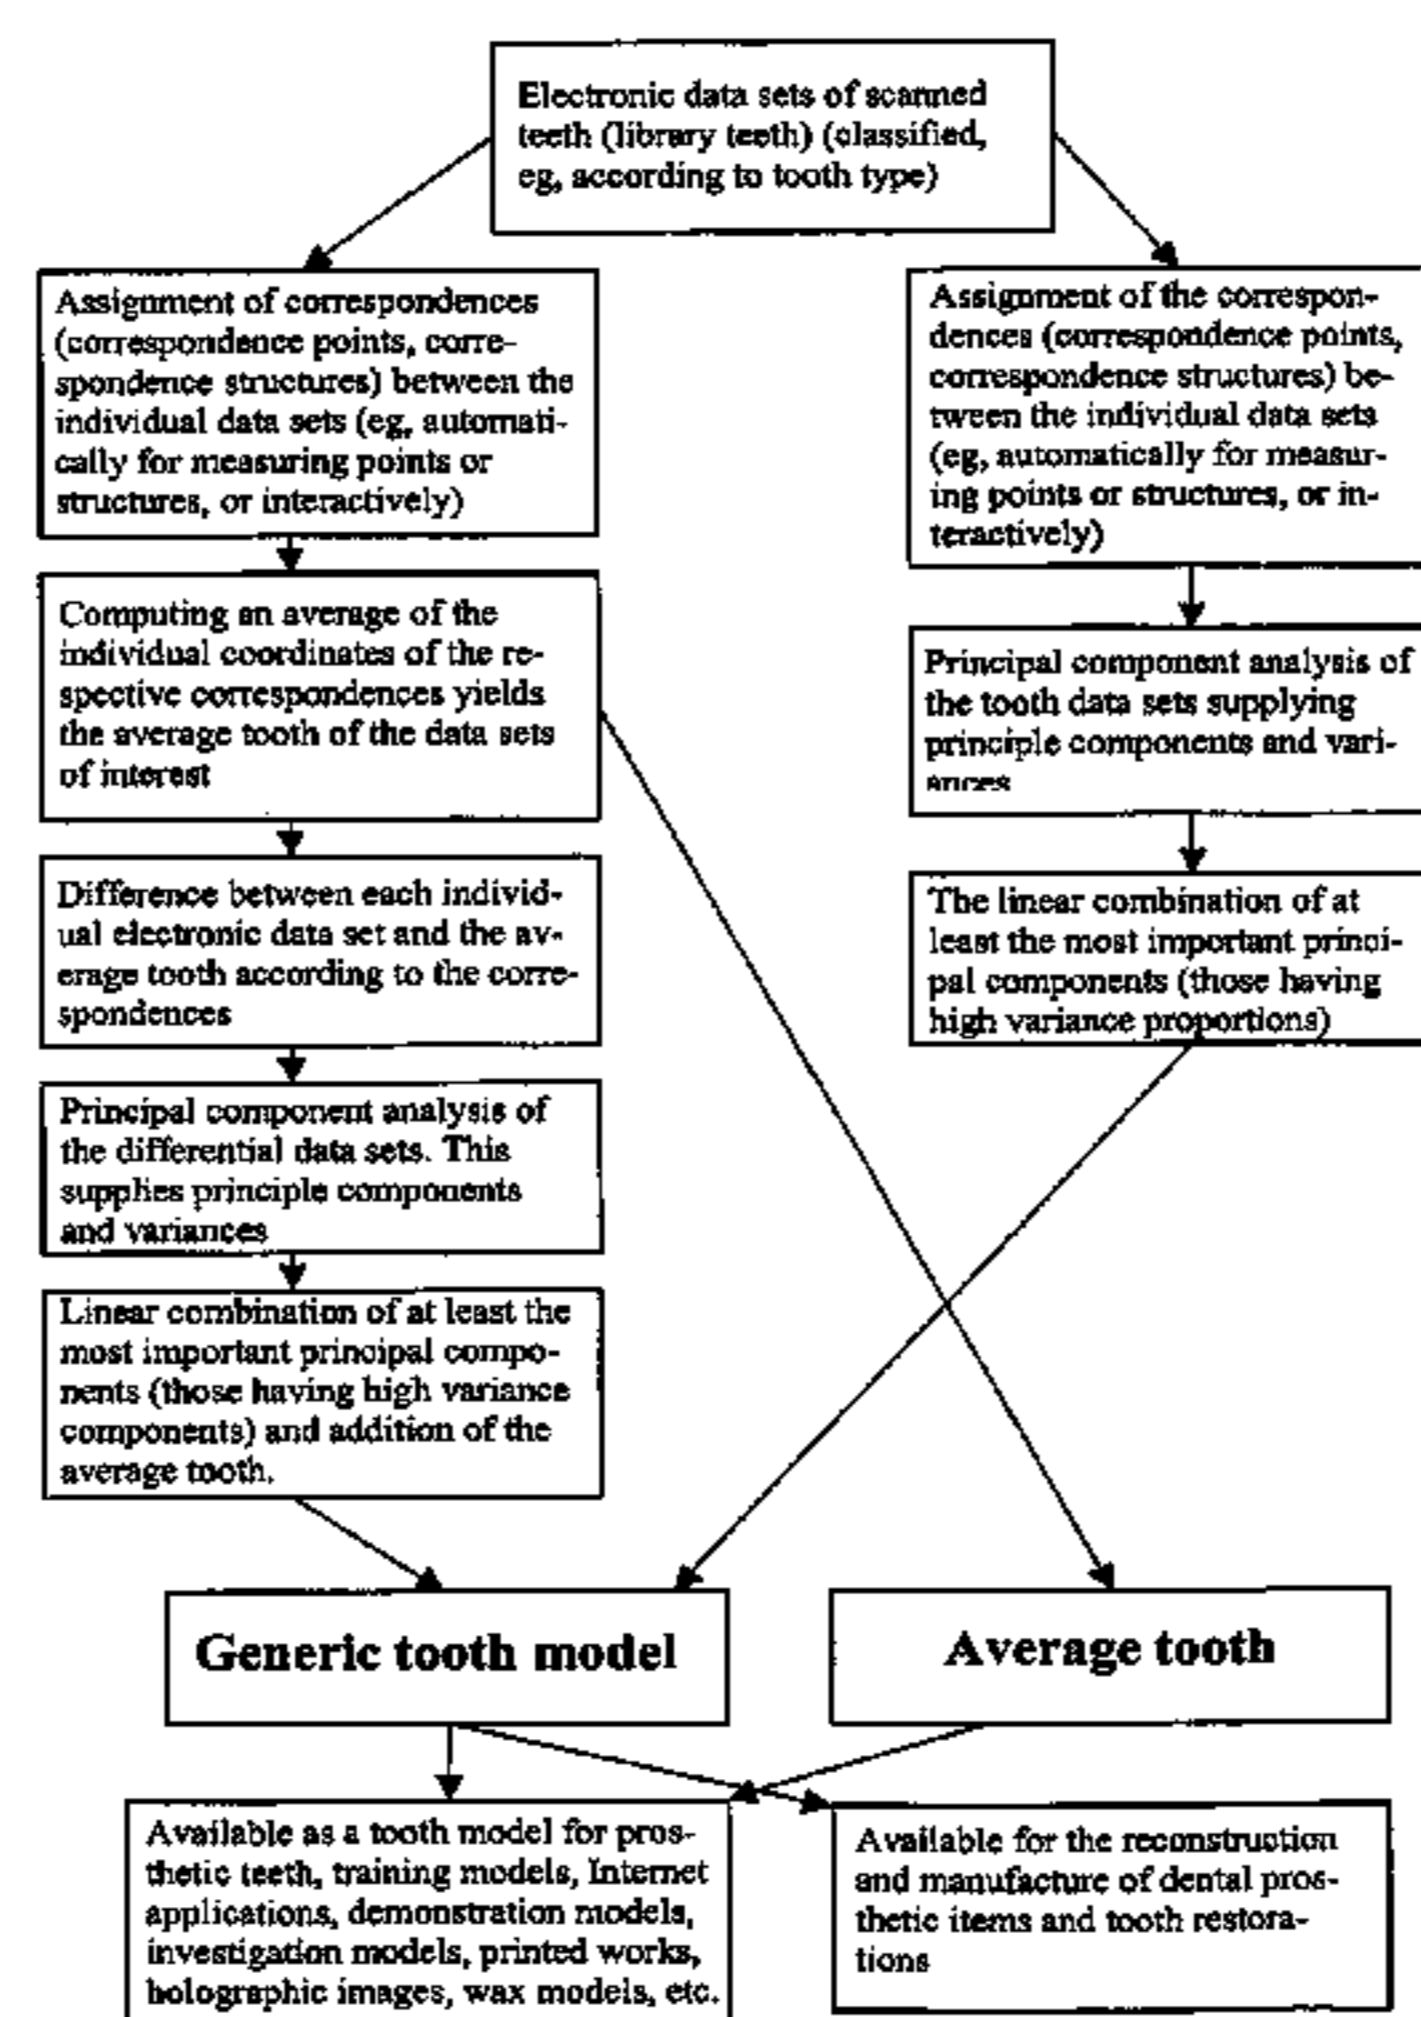 Electronic data sets of scanned
teeth (library teeth) (classified,
eg, according to tooth type)
Assignment of correspondences
(correspondence points, corre-
spondence structures) between the
individual data sets (eg, automati-
cally for measuring points or
structures, or interactively)
Assignment of the correspon-
dences (correspondence points,
correspondence structures) be-
tween the individual data sets
(eg, automatically for measur-
ing points or structures, or in-
teractively)
Computing an average of the
individual coordinates of the re-
spective correspondences yields
the average tooth of the data sets
of interest
Principal component analysis of
the tooth data sets supplying
principle components and vari-
ances
Difference between each individ-
ual electronic data set and the av-
erage tooth according to the corre-
spondences
The linear combination of at
least the most important princi-
pal components (those having
high variance proportions)
Principal component analysis of
the differential data sets. This
supplies principle components
and variances
Linear combination of at least the
most important principal compo-
nents (those having high variance
components) and addition of the
average tooth.
Generic tooth model
Average tooth
Available as a tooth model for pros-
thetic teeth, training models, Internet
applications, demonstration models,
investigation models, printed works,
holographic images, wax models, etc.
Available for the reconstruction
and manufacture of dental pros-
thetic items and tooth restora-
tions